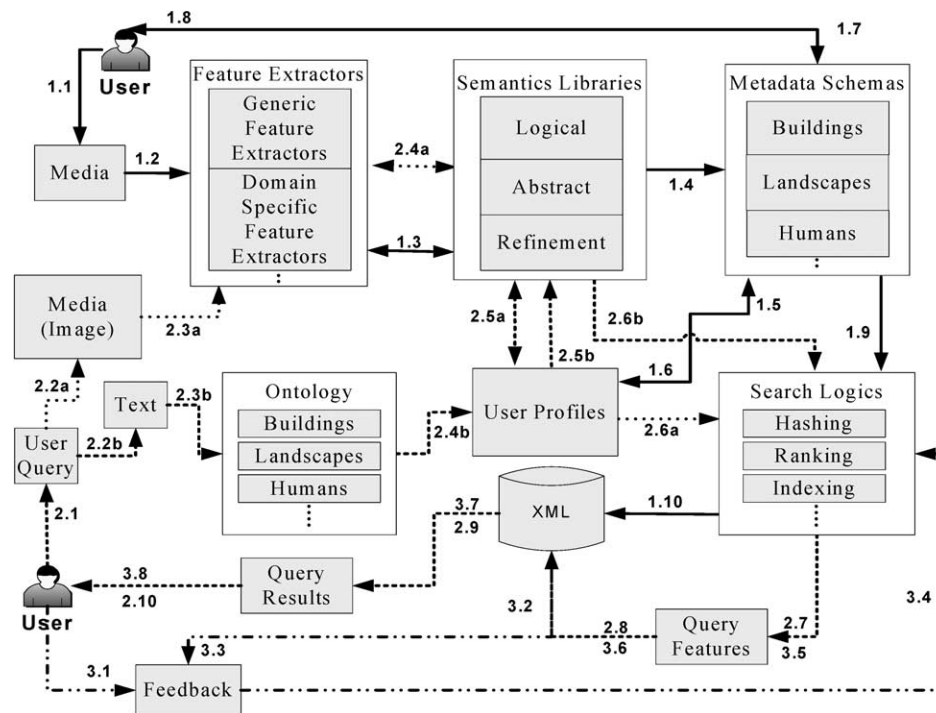 1.8
1.7
User
1.1
Media
1.2
Feature Extractors
Generic
Feature
Extractors
Domain
Specific
Feature
Extractors
2.4a
1.3
Semantics Libraries
Logical
Abstract
Refinement
1.4
Metadata Schemas
Buildings
Landscapes
Humans
Media
(Image)
2.3a
2.5a
2.5b
2.6b
1.5
1.6
1.9
2.2a
Text
2.3b
User
Query
2.2b
Ontology
Buildings
Landscapes
Humans
2.4b
User Profiles
2.6a
Search Logics
Hashing
Ranking
Indexing
2.1
3.7
2.9
XML
1.10
User
3.8
2.10
Query
Results
3.2
3.4
2.8
3.6
Query
Features
2.7
3.5
3.3
3.1
Feedback